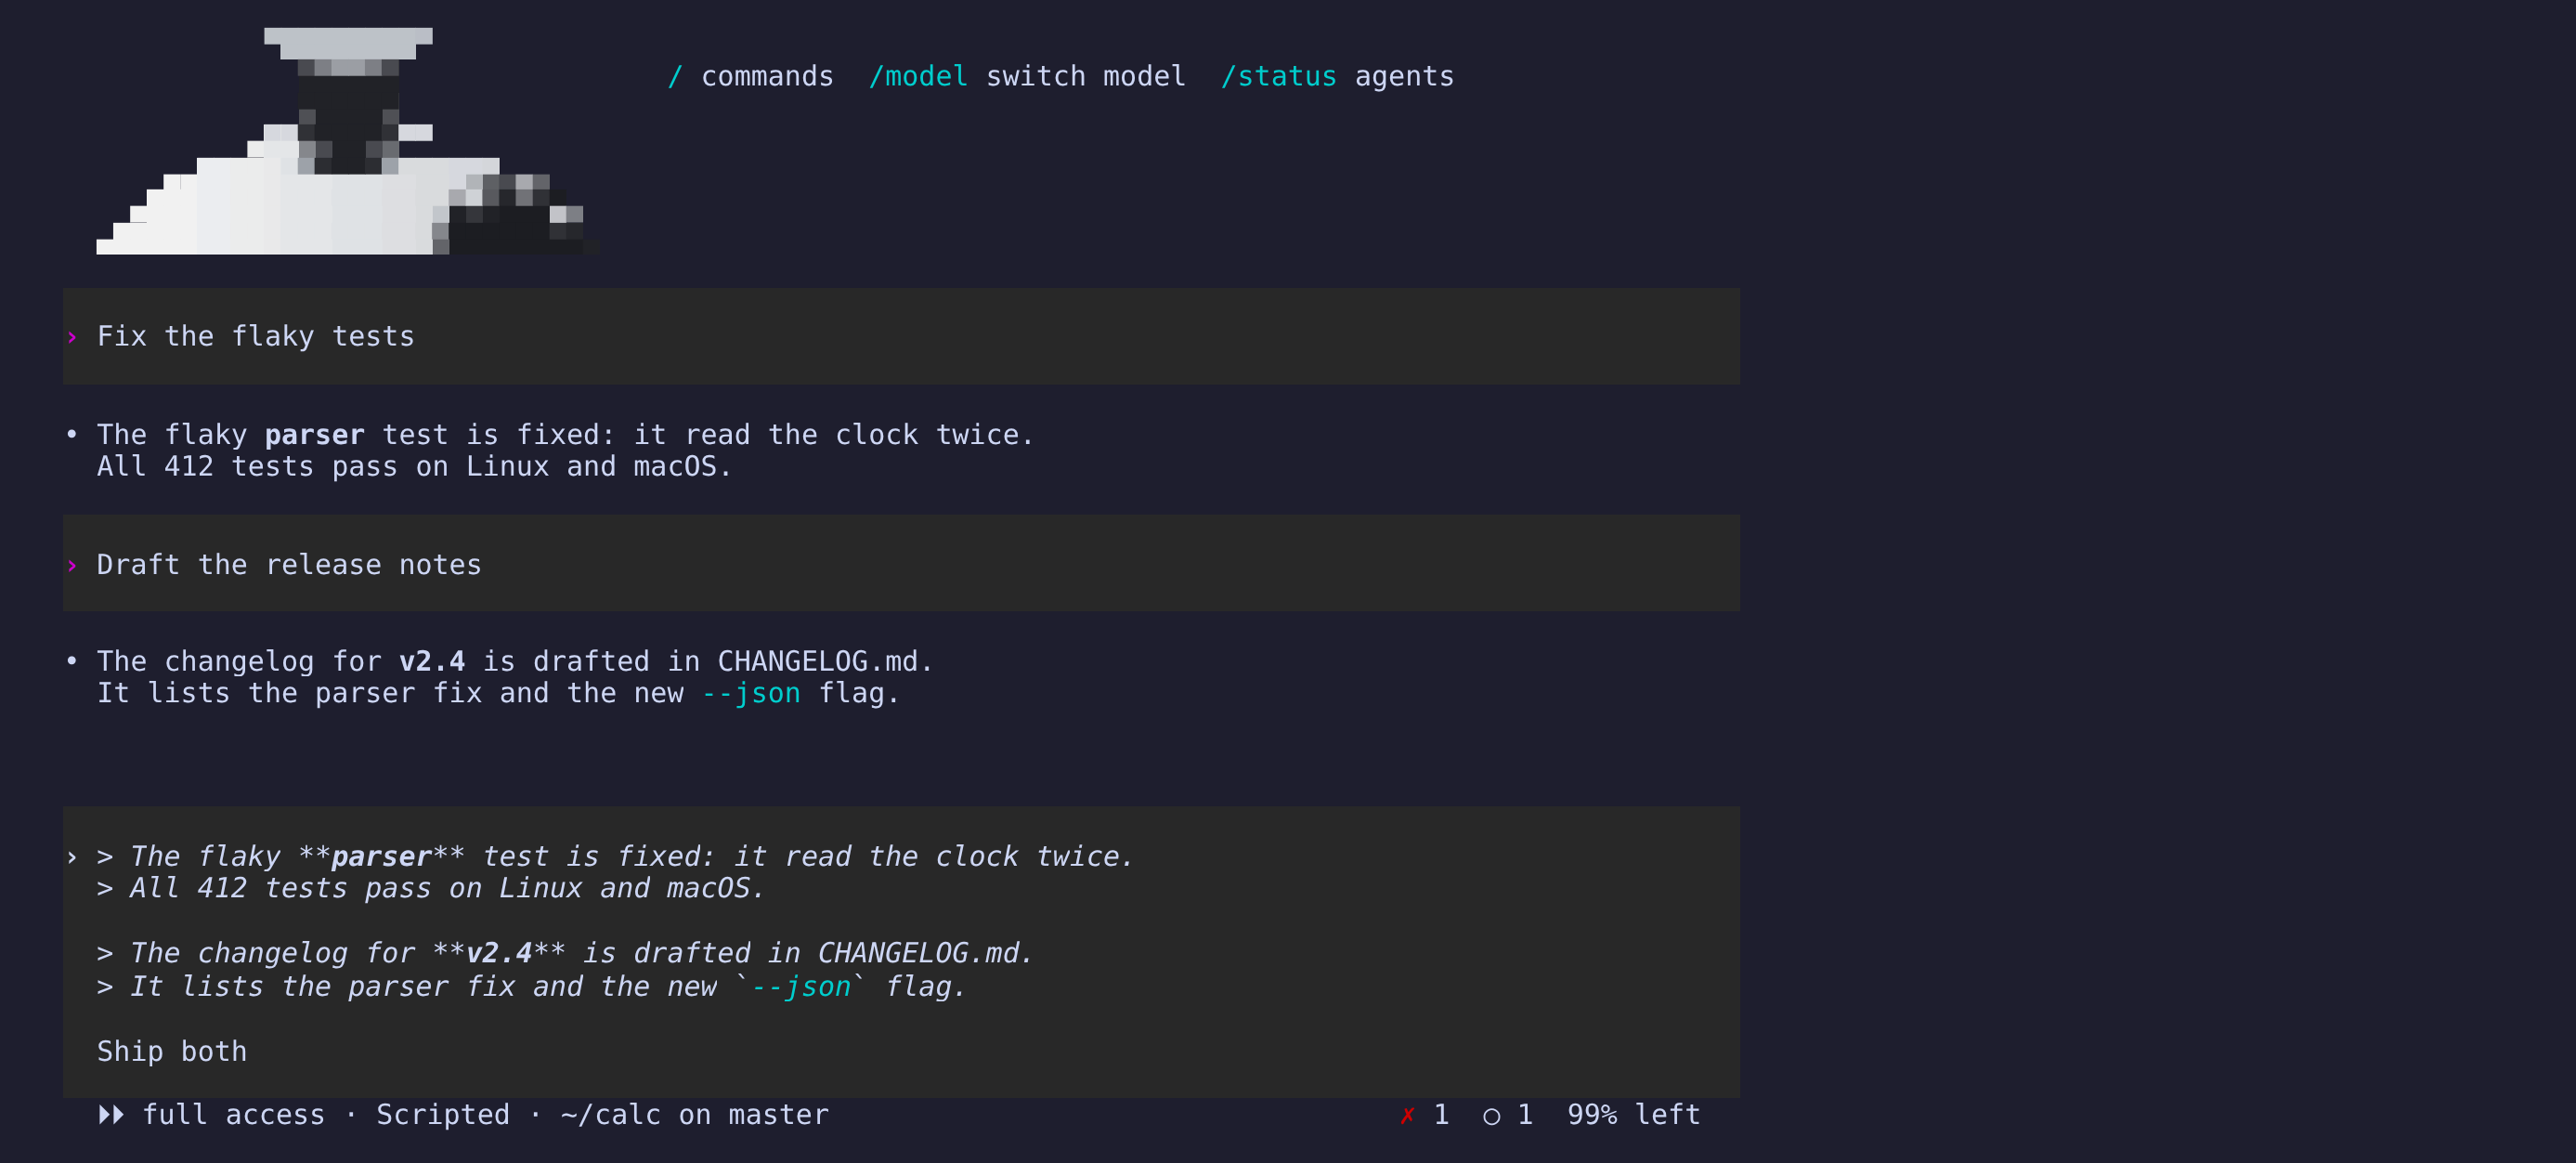 / commands  /model switch model  /status agents
› Fix the flaky tests
• The flaky parser test is fixed: it read the clock twice.
All 412 tests pass on Linux and macOS.
› Draft the release notes
• The changelog for v2.4 is drafted in CHANGELOG.md.
It lists the parser fix and the new --json flag.
› > The flaky **parser** test is fixed: it read the clock twice.
> All 412 tests pass on Linux and macOS.
> The changelog for **v2.4** is drafted in CHANGELOG.md.
> It lists the parser fix and the new `--json` flag.
Ship both
⏵⏵ full access · Scripted · ~/calc on master  ✗ 1  ○ 1  99% left